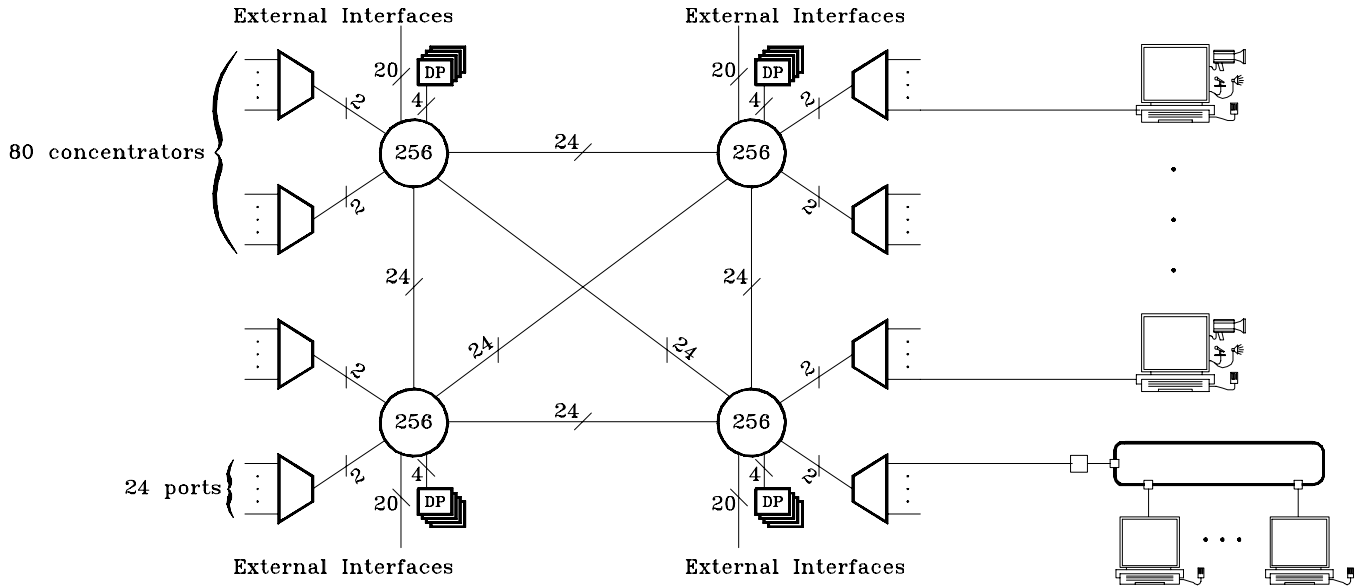 External Interfaces External Interfaces
20 DP 20 DP
2 4 4 2
80 concentrators 256 24 256
2 2
24 24
24 24
2 2
256 24 256
24 ports 2 4 4 2
20 DP 20 DP
External Interfaces External Interfaces